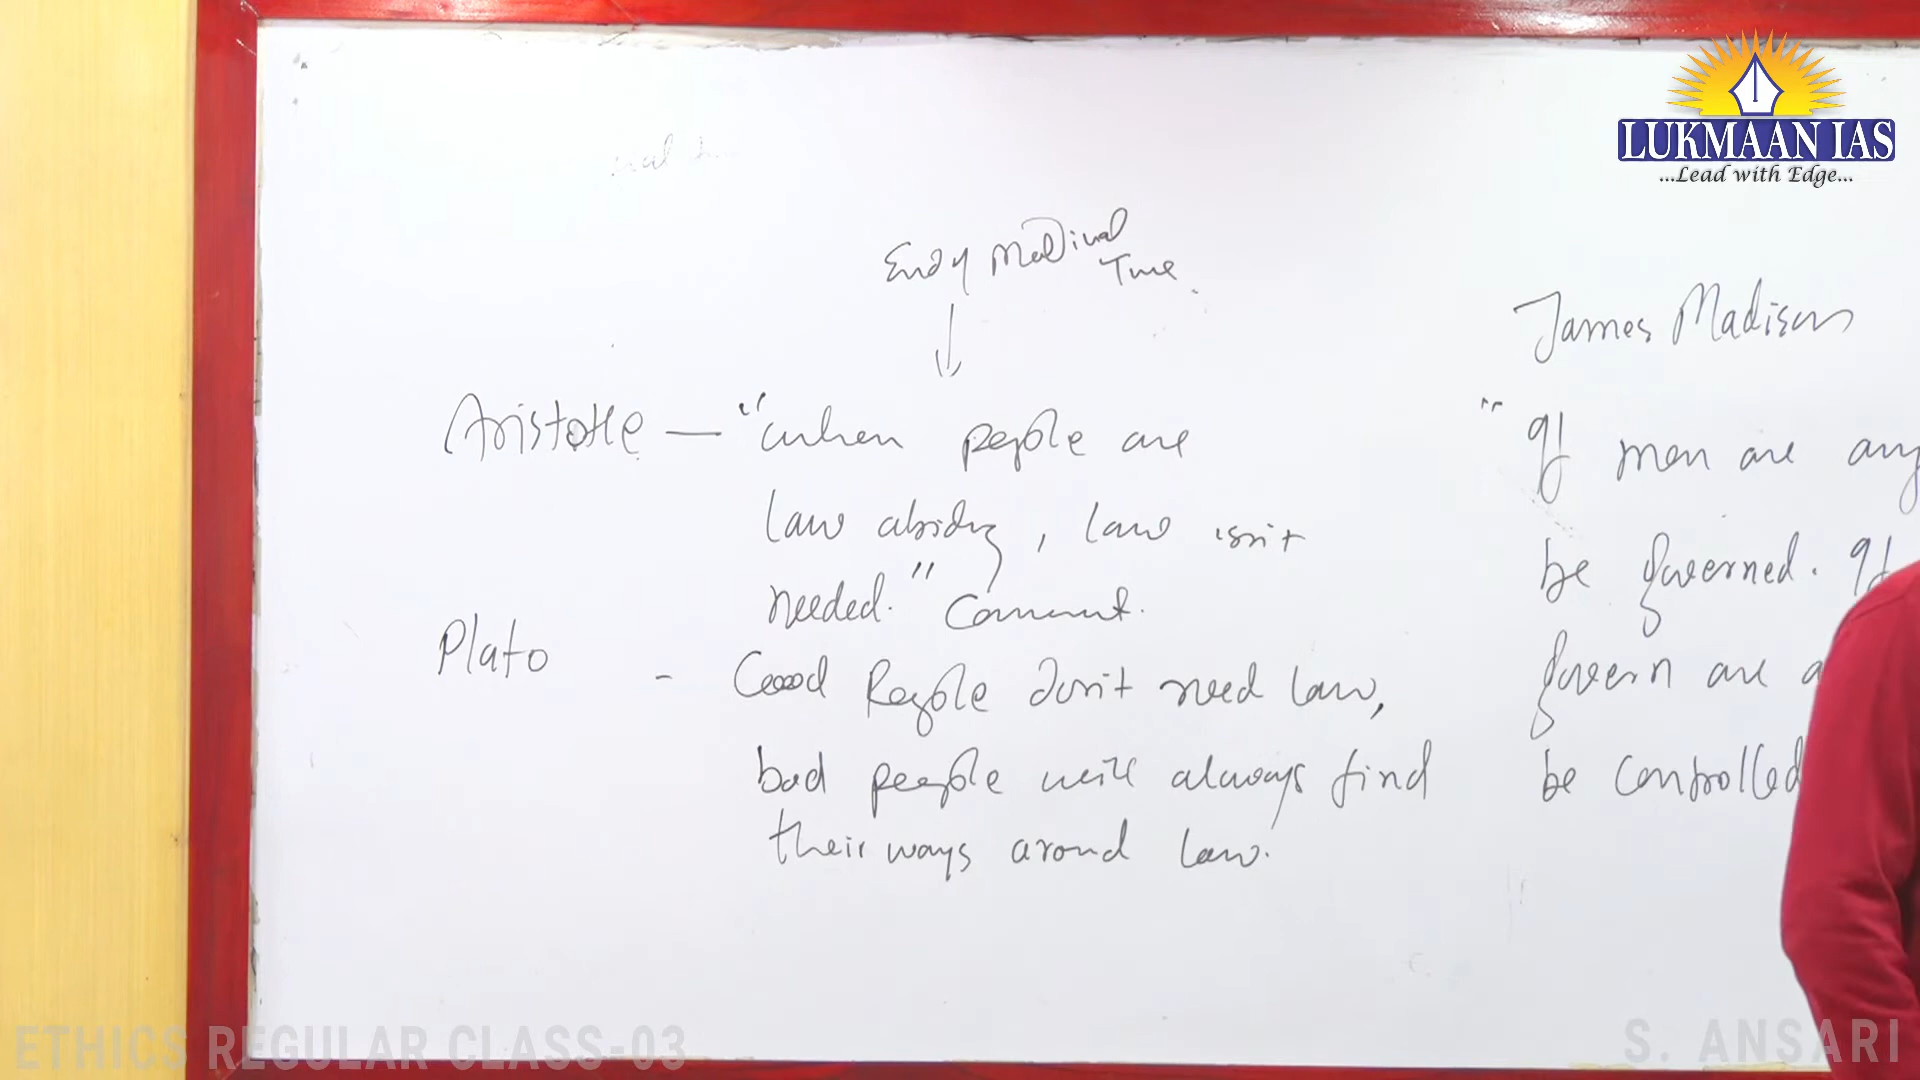 LUKMAAN IAS
...Lead with Edge...
End of Medival
Time
James Madison
Aristotle — "when people are
law abiding, law isn't
needed." Comment.
Plato - Good People don't need law,
bad people will always find
their ways around law.
"If men are ang
be governed. If
govern are a
be controlled
ETHICS REGULAR CLASS-03
S. ANSARI